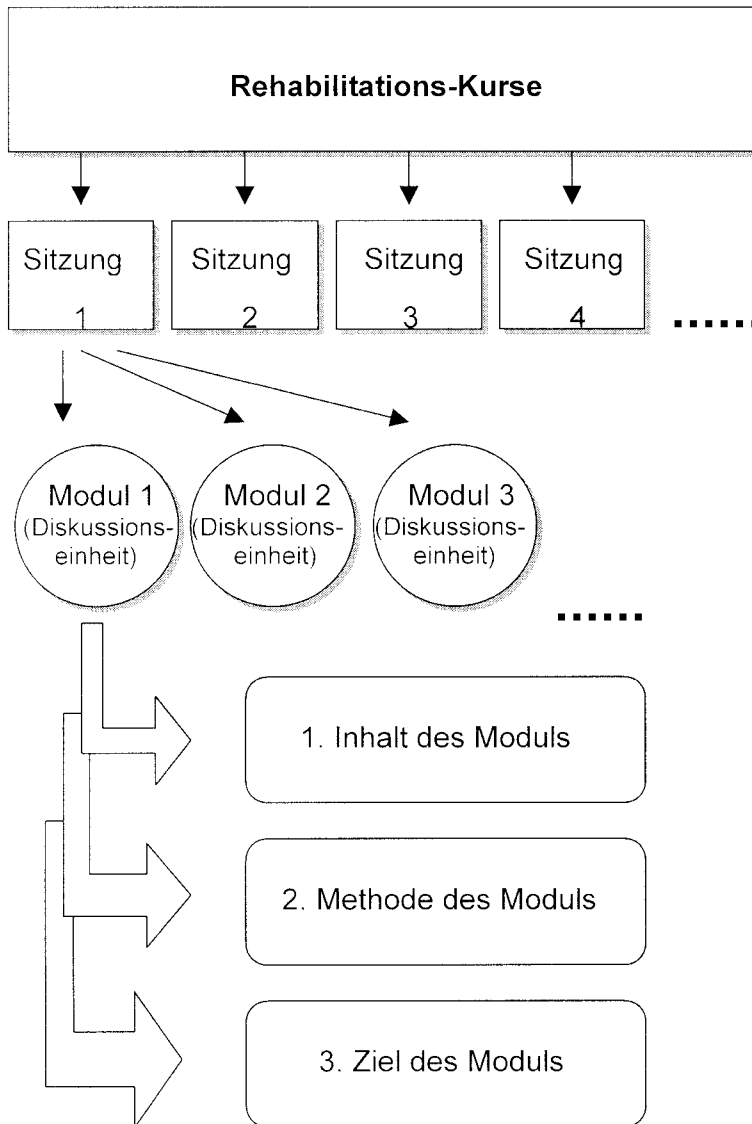 Rehabilitations-Kurse
Sitzung Sitzung Sitzung Sitzung
1 2 3 4
.......
Modul 1 Modul 2 Modul 3
(Diskussions- (Diskussions- (Diskussions-
einheit) einheit) einheit)
......
1. Inhalt des Moduls
2. Methode des Moduls
3. Ziel des Moduls